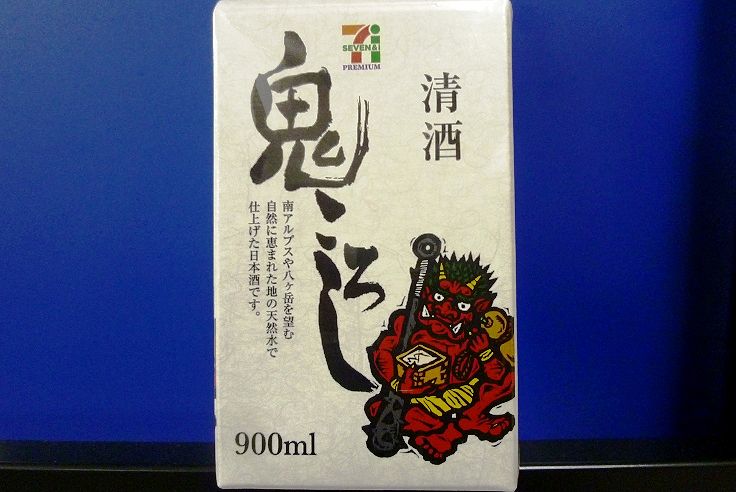 7i
SEVEN&i
PREMIUM
清酒
鬼ころし
南アルプスや八ヶ岳を望む
自然に恵まれた地の天然水で
仕上げた日本酒です。
900ml